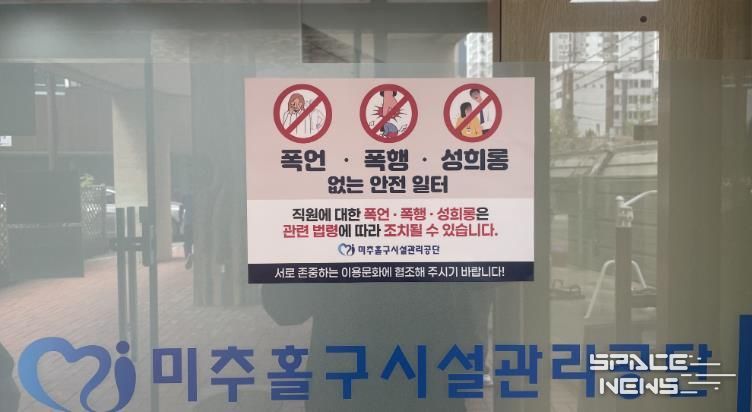 폭언 · 폭행 · 성희롱
없는 안전 일터
직원에 대한 폭언 · 폭행 · 성희롱은
관련 법령에 따라 조치될 수 있습니다.
미추홀구시설관리공단
서로 존중하는 이용문화에 협조해 주시기 바랍니다!
미추홀구시설관리공단
SPACE
NEWS